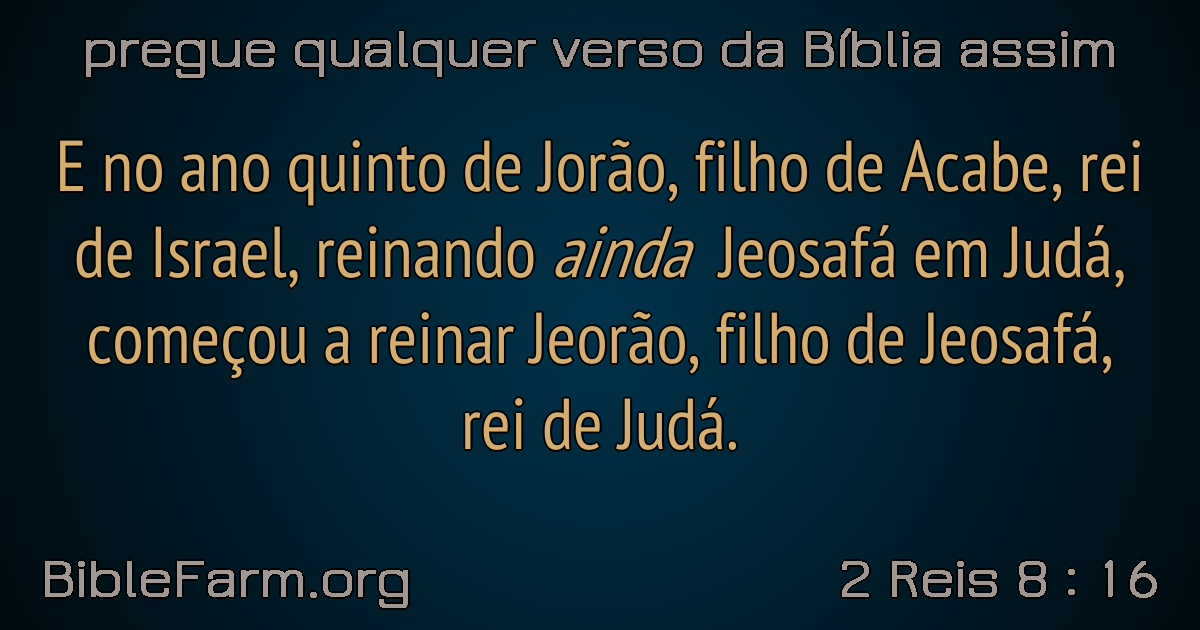 pregue qualquer verso da Bíblia assim
E no ano quinto de Jorão, filho de Acabe, rei
de Israel, reinando ainda Jeosafá em Judá,
começou a reinar Jeorão, filho de Jeosafá,
rei de Judá.
BibleFarm.org
2 Reis 8 : 16